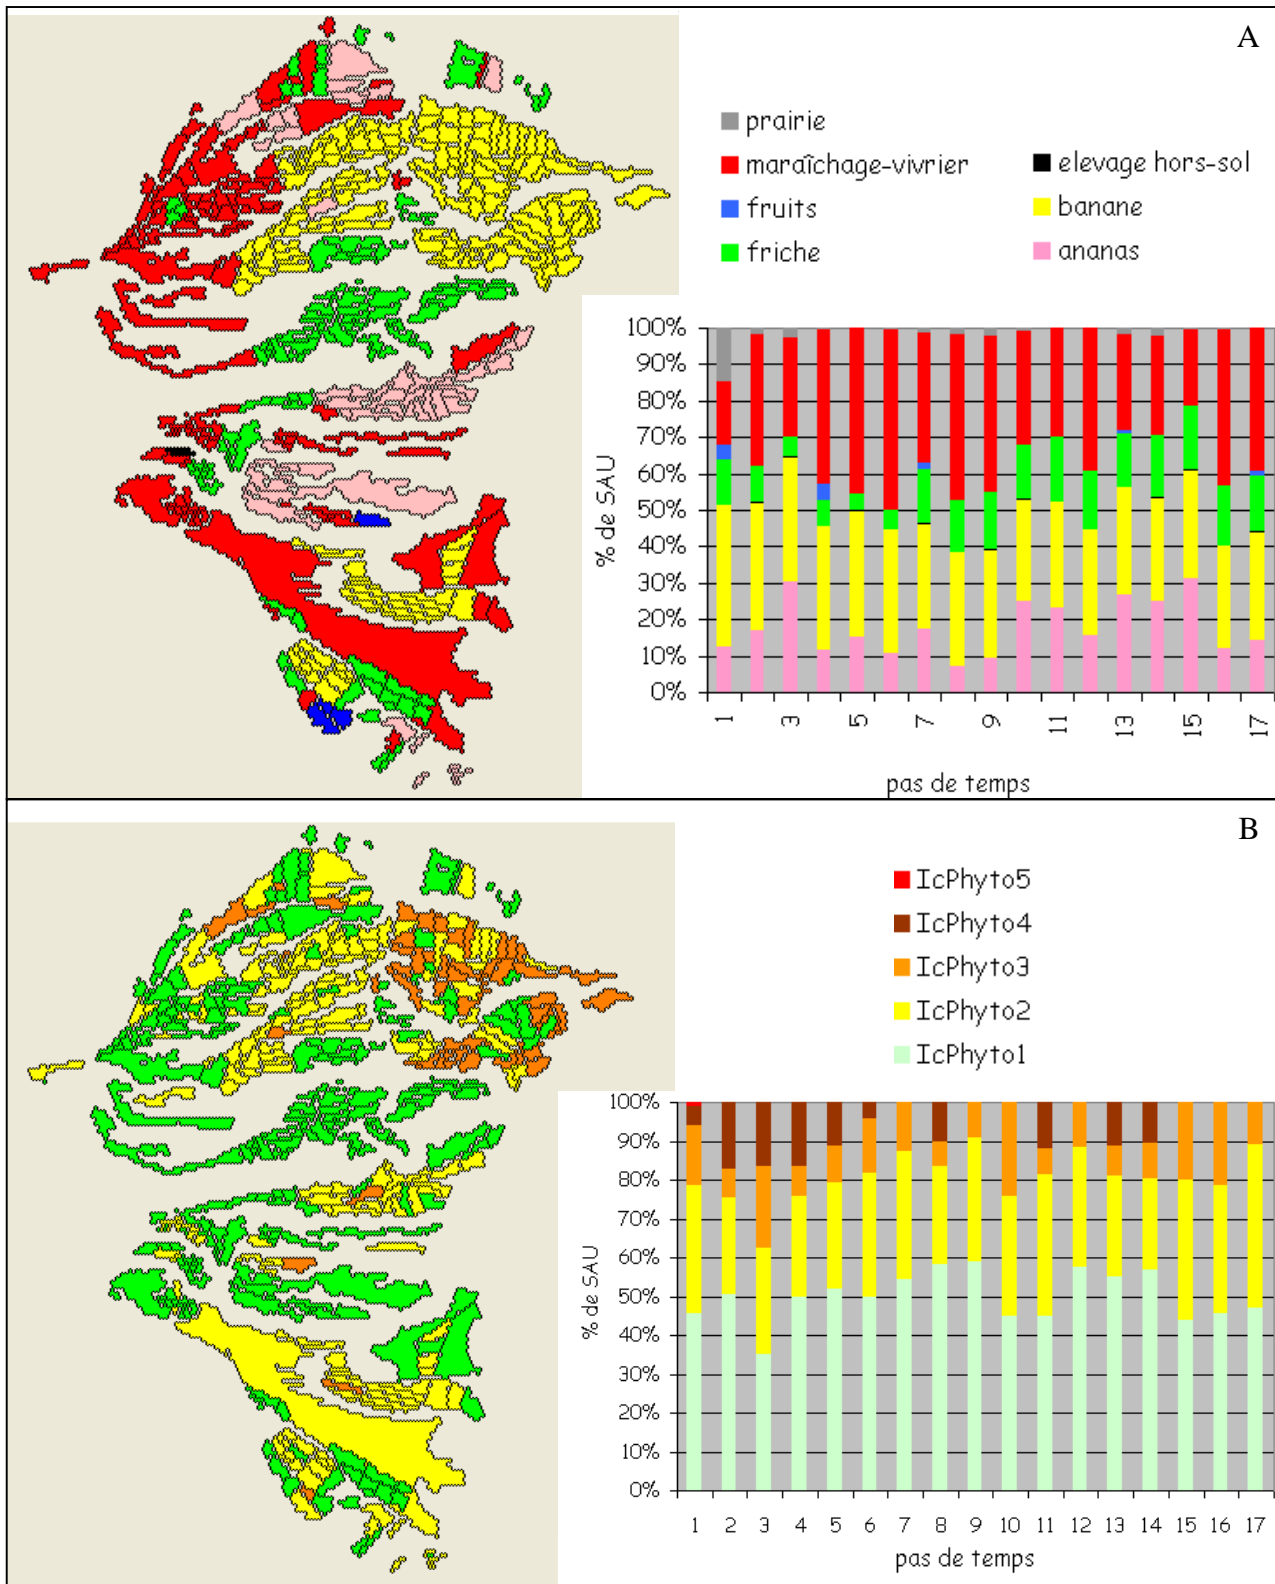 A
prairie
maraîchage-vivrier
elevage hors-sol
fruits
banane
friche
ananas
100%
90%
80%
70%
60%
50%
40%
30%
20%
10%
0%
% de SAU
1 3 5 7 9 11 13 15 17
pas de temps
B
IcPhyto5
IcPhyto4
IcPhyto3
IcPhyto2
IcPhyto1
100%
90%
80%
70%
60%
50%
40%
30%
20%
10%
0%
% de SAU
1 2 3 4 5 6 7 8 9 10 11 12 13 14 15 16 17
pas de temps